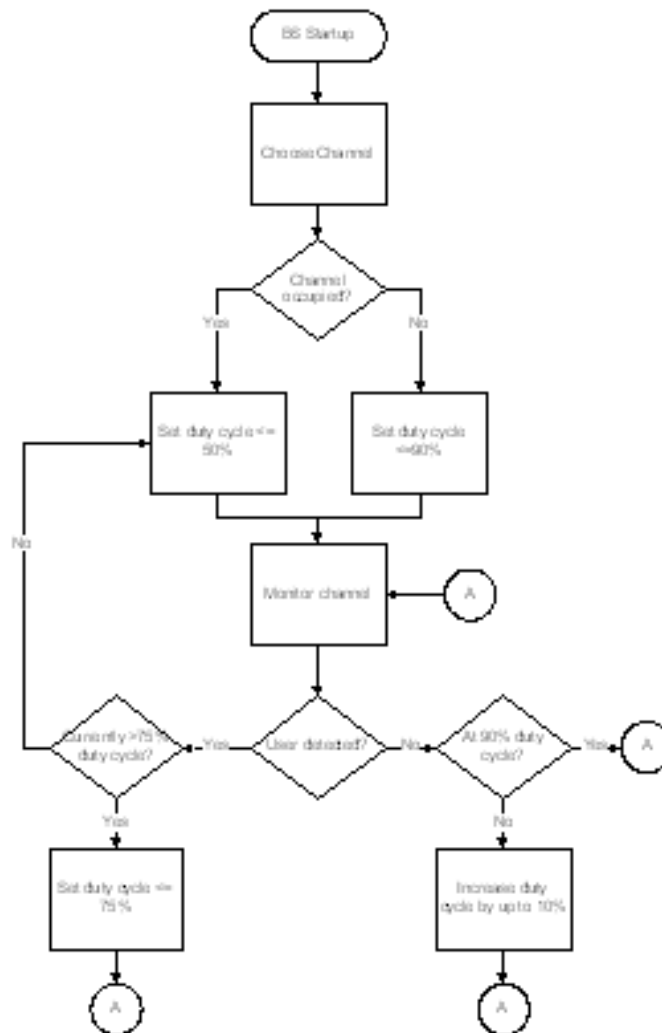 BS Startup
Choose Channel
Channel
occupied?
Yes
No
Set duty cycle <=
50%
Set duty cycle
<=90%
No
Monitor channel
A
Currently >75%
duty cycle?
Yes
User detected?
No
At 90% duty
cycle?
Yes
A
Yes
No
Set duty cycle <=
75%
Increase duty
cycle by up to 10%
A
A